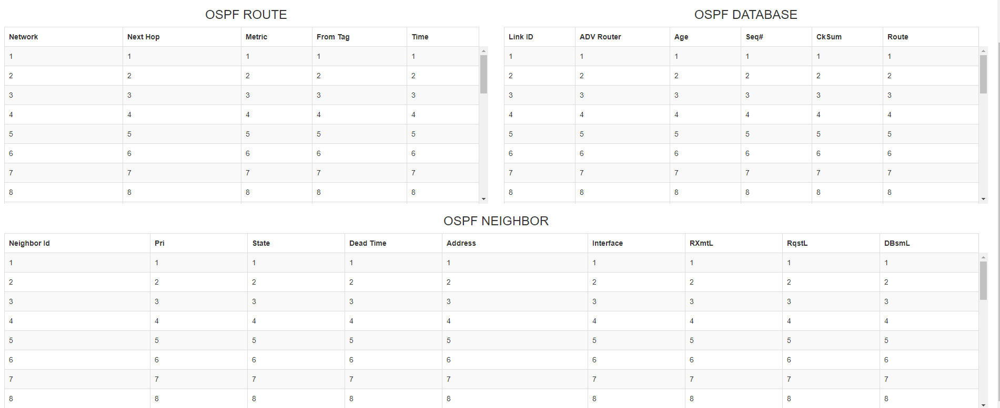 OSPF ROUTE
Network Next Hop Metric From Tag Time
1 1 1 1 1
2 2 2 2 2
3 3 3 3 3
4 4 4 4 4
5 5 5 5 5
6 6 6 6 6
7 7 7 7 7
8 8 8 8 8
OSPF DATABASE
Link ID ADV Router Age Seq# CkSum Route
1 1 1 1 1 1
2 2 2 2 2 2
3 3 3 3 3 3
4 4 4 4 4 4
5 5 5 5 5 5
6 6 6 6 6 6
7 7 7 7 7 7
8 8 8 8 8 8
OSPF NEIGHBOR
Neighbor Id Pri State Dead Time Address Interface RXmtL RqstL DBsmL
1 1 1 1 1 1 1 1 1
2 2 2 2 2 2 2 2 2
3 3 3 3 3 3 3 3 3
4 4 4 4 4 4 4 4 4
5 5 5 5 5 5 5 5 5
6 6 6 6 6 6 6 6 6
7 7 7 7 7 7 7 7 7
8 8 8 8 8 8 8 8 8